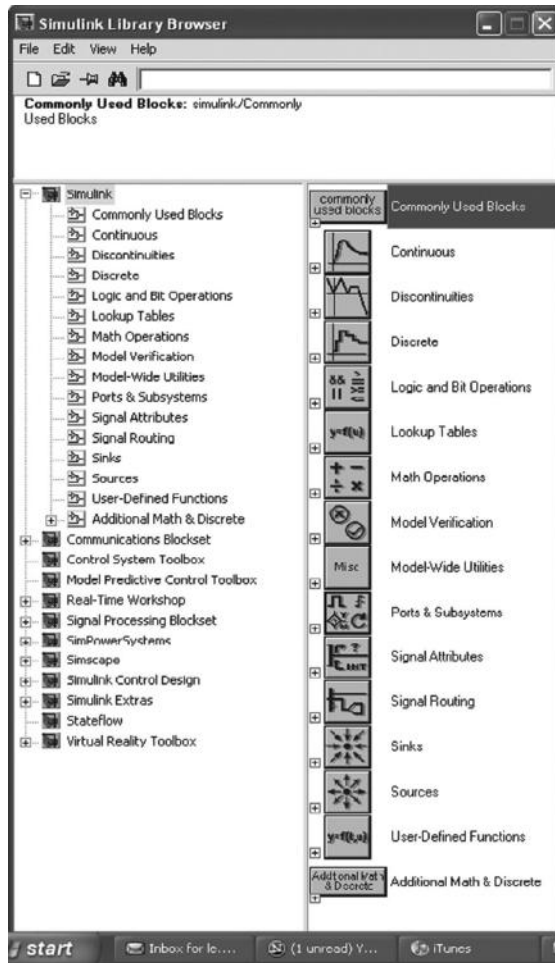 Simulink Library Browser
File Edit View Help
Commonly Used Blocks: simulink/Commonly
Used Blocks
Simulink
Commonly Used Blocks
Continuous
Discontinuities
Discrete
Logic and Bit Operations
Lookup Tables
Math Operations
Model Verification
Model-Wide Utilities
Ports & Subsystems
Signal Attributes
Signal Routing
Sinks
Sources
User-Defined Functions
Additional Math & Discrete
Communications Blockset
Control System Toolbox
Model Predictive Control Toolbox
Real-Time Workshop
Signal Processing Blockset
SimPowerSystems
Simscape
Simulink Control Design
Simulink Extras
Stateflow
Virtual Reality Toolbox
commonly
used blocks
Commonly Used Blocks
Continuous
Discontinuities
Discrete
Logic and Bit Operations
y=f(u)
Lookup Tables
+ −
÷ ×
Math Operations
Model Verification
Misc
Model-Wide Utilities
Ports & Subsystems
Signal Attributes
Signal Routing
Sinks
Sources
y=f(t,u)
User-Defined Functions
Additional Math
& Discrete
Additional Math & Discrete
start
Inbox for le....
(1 unread) Y...
iTunes